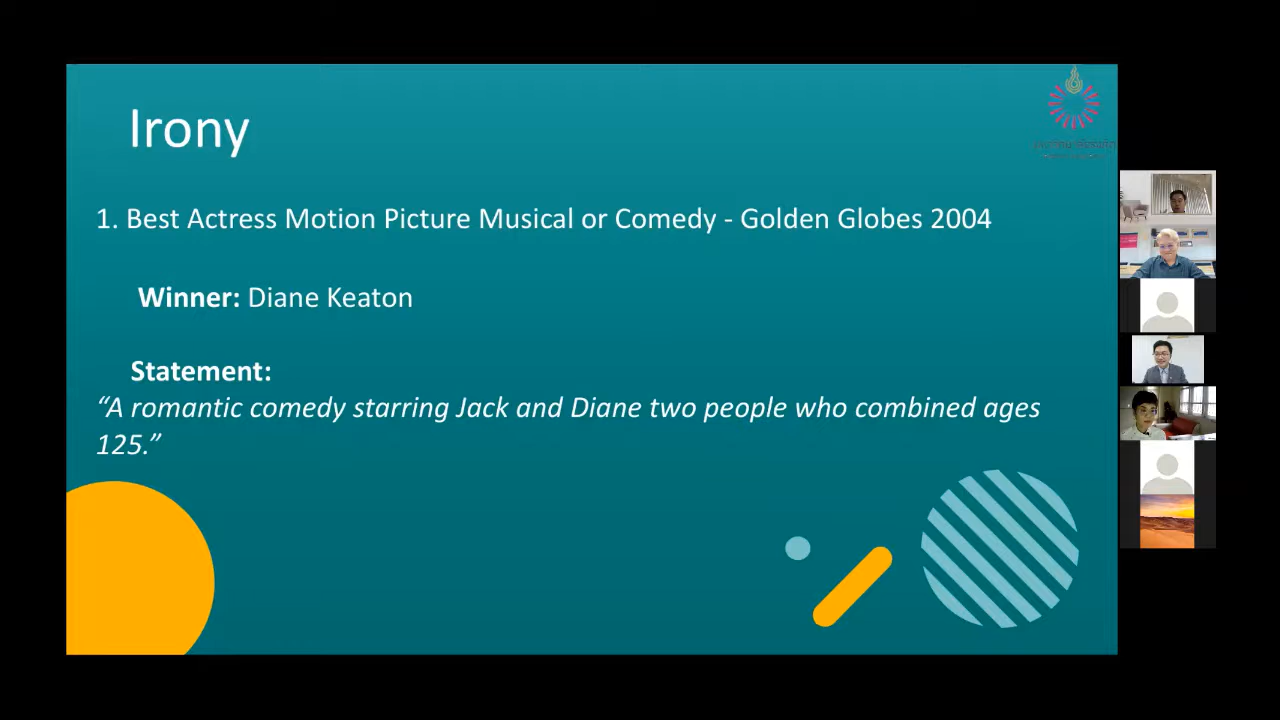 Irony
1. Best Actress Motion Picture Musical or Comedy - Golden Globes 2004
Winner: Diane Keaton
Statement:
“A romantic comedy starring Jack and Diane two people who combined ages
125.”